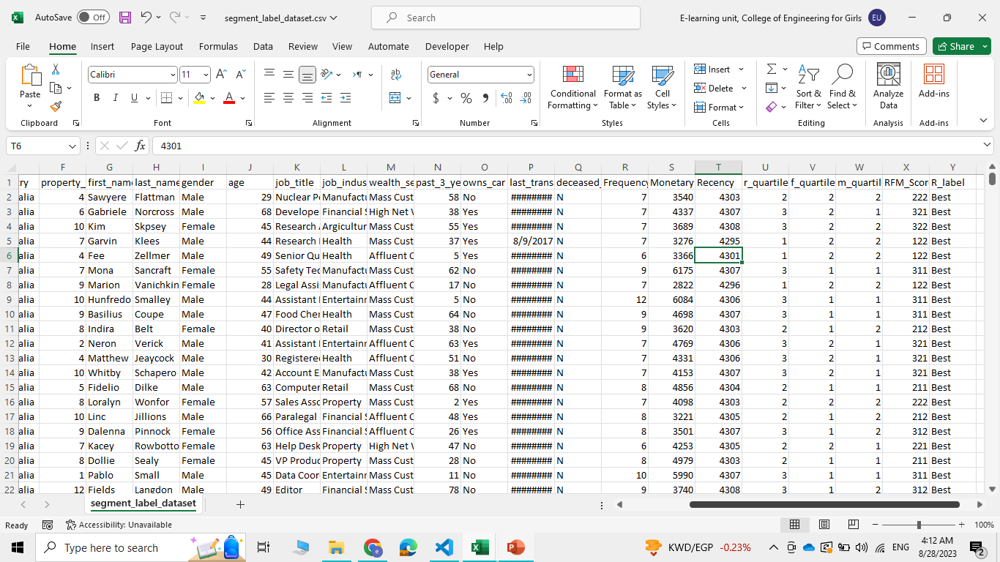 AutoSave Off segment_label_dataset.csv Search E-learning unit, College of Engineering for Girls EU
File Home Insert Page Layout Formulas Data Review View Automate Developer Help Comments Share
Paste Calibri 11 B I U A ab General $ % 9 Conditional Formatting Format as Table Cell Styles Insert Delete Format Sort & Filter Find & Select Analyze Data Add-ins
Clipboard Font Alignment Number Styles Cells Editing Analysis Add-ins
T6 fx 4301
F G H I J K L M N O P Q R S T U V W X Y
1 ry property_ first_name last_name gender age job_title job_indus wealth_se past_3_ye owns_car last_trans deceased_ Frequency Monetary Recency r_quartile f_quartile m_quartil RFM_Scor R_label
2 alia 4 Sawyere Flattman Male 29 Nuclear Po Manufactu Mass Cust 58 No ######## N 7 3540 4303 2 2 2 222 Best
3 alia 6 Gabriele Norcross Male 68 Develope Financial S High Net V 38 Yes ######## N 7 4337 4307 3 2 1 321 Best
4 alia 10 Kim Skpsey Female 45 Research A Argicultur Mass Cust 55 Yes ######## N 7 3689 4308 3 2 2 322 Best
5 alia 7 Garvin Klees Male 44 Research Health Mass Cust 37 Yes 8/9/2017 N 7 3276 4295 1 2 2 122 Best
6 alia 4 Fee Zellmer Male 49 Senior Qu Health Affluent C 5 Yes ######## N 6 3366 4301 1 2 2 122 Best
7 alia 7 Mona Sancraft Female 55 Safety Tec Manufactu Mass Cust 62 No ######## N 9 6175 4307 3 1 1 311 Best
8 alia 9 Marion Vanichkin Female 28 Legal Assi Manufactu Affluent C 17 No ######## N 7 2822 4296 1 2 2 122 Best
9 alia 10 Hunfredo Smalley Male 44 Assistant Entertainr Mass Cust 5 No ######## N 12 6084 4306 3 1 1 311 Best
10 alia 9 Basilius Coupe Male 47 Food Cher Health Mass Cust 64 No ######## N 9 4698 4307 3 1 1 311 Best
11 alia 8 Indira Belt Female 40 Director o Retail Mass Cust 38 No ######## N 9 3620 4303 2 1 2 212 Best
12 alia 2 Neron Verick Male 41 Assistant Entertainr Affluent C 63 Yes ######## N 7 4769 4306 3 2 1 321 Best
13 alia 4 Matthew Jeaycock Male 30 Registere Health Affluent C 51 No ######## N 7 4331 4306 3 2 1 321 Best
14 alia 10 Whitby Schapero Male 42 Account E Manufactu Mass Cust 38 Yes ######## N 7 4153 4307 3 2 1 321 Best
15 alia 5 Fidelio Dilke Male 63 Computer Retail Mass Cust 68 No ######## N 8 4856 4304 2 1 1 211 Best
16 alia 8 Loralyn Wonfor Female 57 Sales Asso Property Mass Cust 2 Yes ######## N 7 4098 4303 2 2 2 222 Best
17 alia 10 Linc Jillions Male 66 Paralegal Financial S Affluent C 48 Yes ######## N 8 3221 4305 2 1 2 212 Best
18 alia 9 Dalenna Pinnock Female 56 Office Ass Financial S Affluent C 26 Yes ######## N 8 3501 4307 3 1 2 312 Best
19 alia 7 Kacey Rowbotto Female 63 Help Desk Property High Net V 47 No ######## N 6 4253 4305 2 2 1 221 Best
20 alia 8 Dollie Sealy Female 45 VP Produc Property Mass Cust 28 No ######## N 8 4979 4303 2 1 1 211 Best
21 alia 1 Pablo Small Male 45 Data Coor Entertainr Mass Cust 11 No ######## N 10 5990 4307 3 1 1 311 Best
22 alia 12 Fields Langdon Male 49 Editor Financial S Mass Cust 78 No ######## N 9 3740 4308 3 1 2 312 Best
segment_label_dataset
Ready Accessibility: Unavailable 100%
Type here to search KWD/EGP -0.23% ENG 4:12 AM
8/28/2023 2